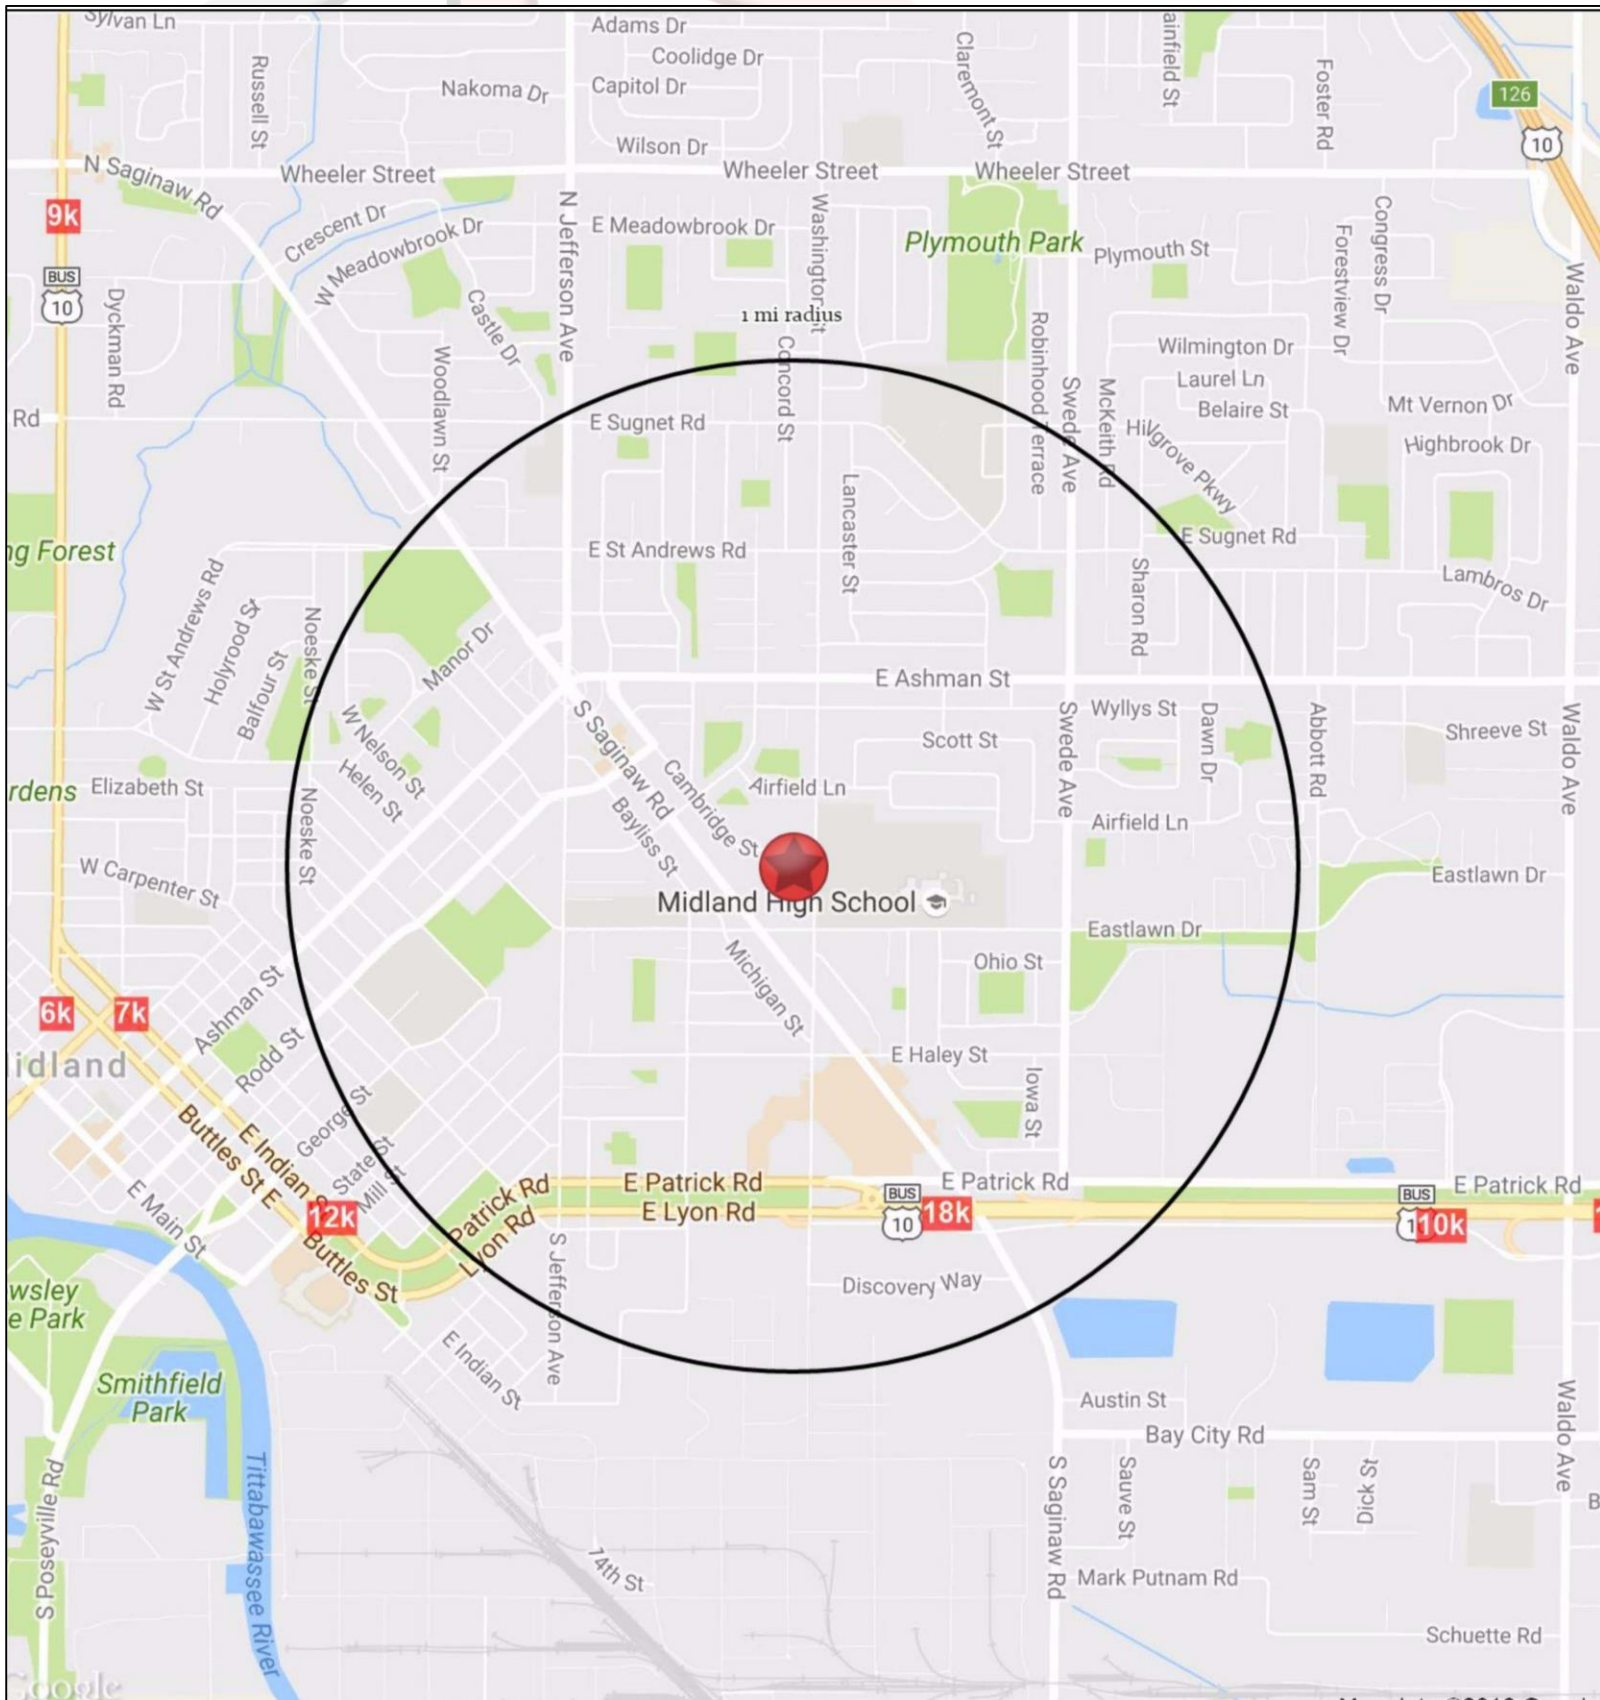 Sylvan Ln
Adams Dr
Coolidge Dr
Capitol Dr
Nakoma Dr
Russell St
Claremont St
ainfield St
Foster Rd
126
10
Wilson Dr
N Saginaw Rd
Wheeler Street
Wheeler Street
Wheeler Street
9k
BUS
10
Crescent Dr
W Meadowbrook Dr
N Jefferson Ave
E Meadowbrook Dr
Washington St
Plymouth Park
Plymouth St
Forestview Dr
Congress Dr
Waldo Ave
Dyckman Rd
Castle Dr
Woodlawn St
1 mi radius
Concord St
Robinhood Terrace
Swede Ave
McKeith Rd
Wilmington Dr
Laurel Ln
Belaire St
Mt Vernon Dr
Hillgrove Pkwy
Highbrook Dr
Rd
E Sugnet Rd
Lancaster St
E Sugnet Rd
ng Forest
E St Andrews Rd
Sharon Rd
Lambros Dr
W St Andrews Rd
Holyrood St
Balfour St
Noeske St
Manor Dr
E Ashman St
W Nelson St
Helen St
S Saginaw Rd
Cambridge St
Bayliss St
Scott St
Swede Ave
Wyllys St
Dawn Dr
Abbott Rd
Shreeve St
Waldo Ave
rdens
Elizabeth St
Noeske St
Airfield Ln
Airfield Ln
W Carpenter St
Midland High School
Eastlawn Dr
Eastlawn Dr
Michigan St
Ohio St
6k
7k
Ashman St
Rodd St
idland
E Haley St
Iowa St
George St
State St
Mill St
Buttles St
E Indian St
E Main St
12k
Buttles St
Patrick Rd
Lyon Rd
E Patrick Rd
E Lyon Rd
E Patrick Rd
BUS
10
18k
E Patrick Rd
BUS
1
10k
S Jefferson Ave
Discovery Way
wsley
e Park
Smithfield
Park
E Indian St
Austin St
Bay City Rd
Waldo Ave
S Poseyville Rd
Tittabawassee River
74th St
S Saginaw Rd
Sauve St
Sam St
Dick St
B
Mark Putnam Rd
Schuette Rd
Google